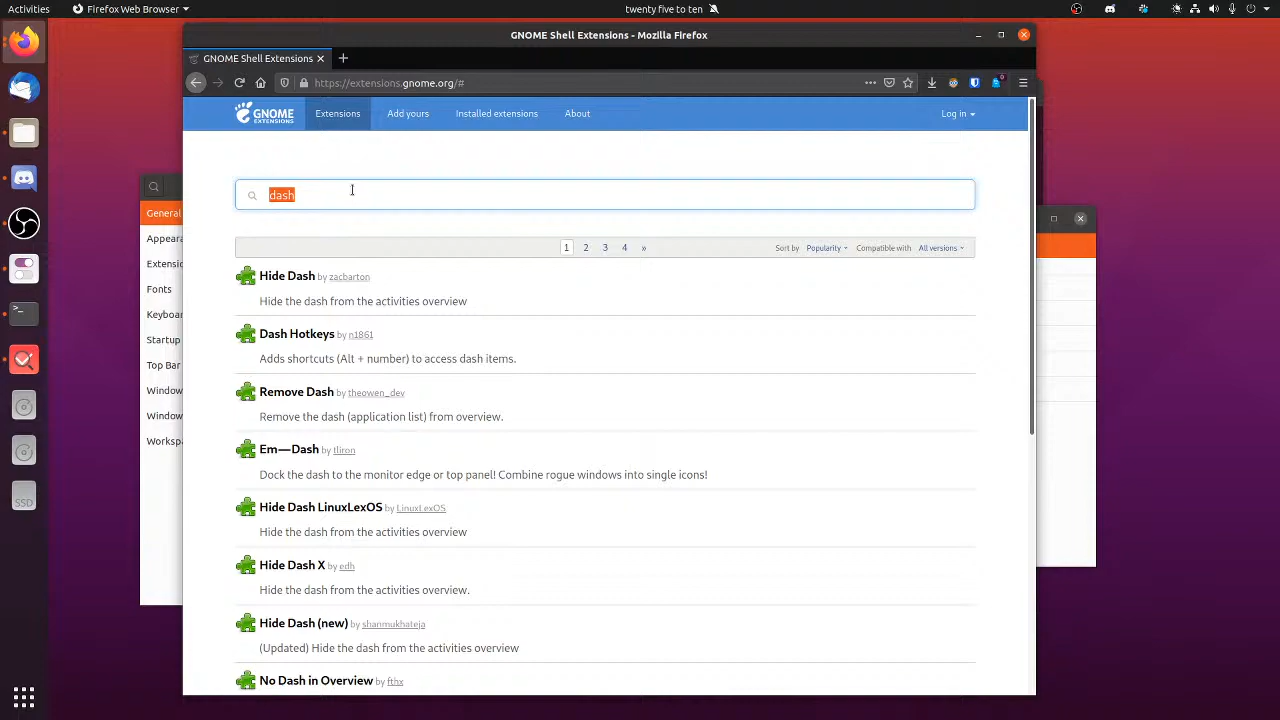 Activities
Firefox Web Browser
twenty five to ten
GNOME Shell Extensions - Mozilla Firefox
GNOME Shell Extensions
https://extensions.gnome.org/#
GNOME EXTENSIONS
Extensions
Add yours
Installed extensions
About
Log in
dash
1 2 3 4 »
Sort by Popularity
Compatible with All versions
Hide Dash by zacbarton
Hide the dash from the activities overview
Dash Hotkeys by n1861
Adds shortcuts (Alt + number) to access dash items.
Remove Dash by theowen_dev
Remove the dash (application list) from overview.
Em—Dash by tliron
Dock the dash to the monitor edge or top panel! Combine rogue windows into single icons!
Hide Dash LinuxLexOS by LinuxLexOS
Hide the dash from the activities overview
Hide Dash X by edh
Hide the dash from the activities overview.
Hide Dash (new) by shanmukhateja
(Updated) Hide the dash from the activities overview
No Dash in Overview by fthx
General
Appeara
Extensio
Fonts
Keyboar
Startup
Top Bar
Window
Window
Workspa
SSD